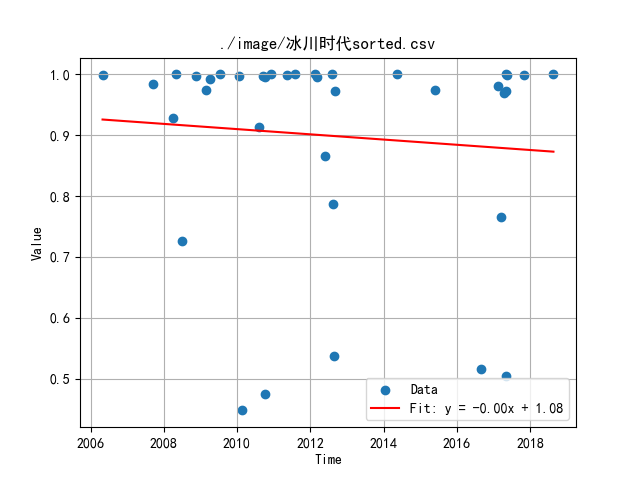 ./image/冰川时代sorted.csv
Value
1.0
0.9
0.8
0.7
0.6
0.5
Data
Fit: y = -0.00x + 1.08
2006 2008 2010 2012 2014 2016 2018
Time